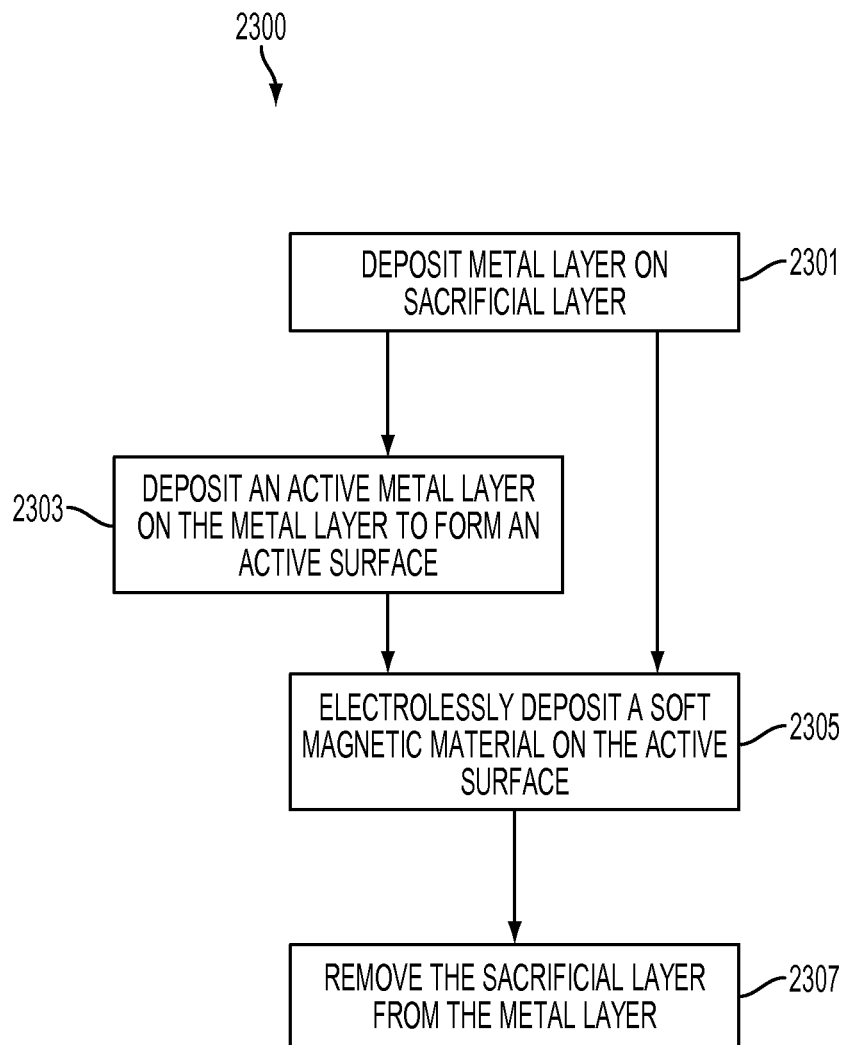 2300
DEPOSIT METAL LAYER ON
SACRIFICIAL LAYER
2301
2303
DEPOSIT AN ACTIVE METAL LAYER
ON THE METAL LAYER TO FORM AN
ACTIVE SURFACE
ELECTROLESSLY DEPOSIT A SOFT
MAGNETIC MATERIAL ON THE ACTIVE
SURFACE
2305
REMOVE THE SACRIFICIAL LAYER
FROM THE METAL LAYER
2307